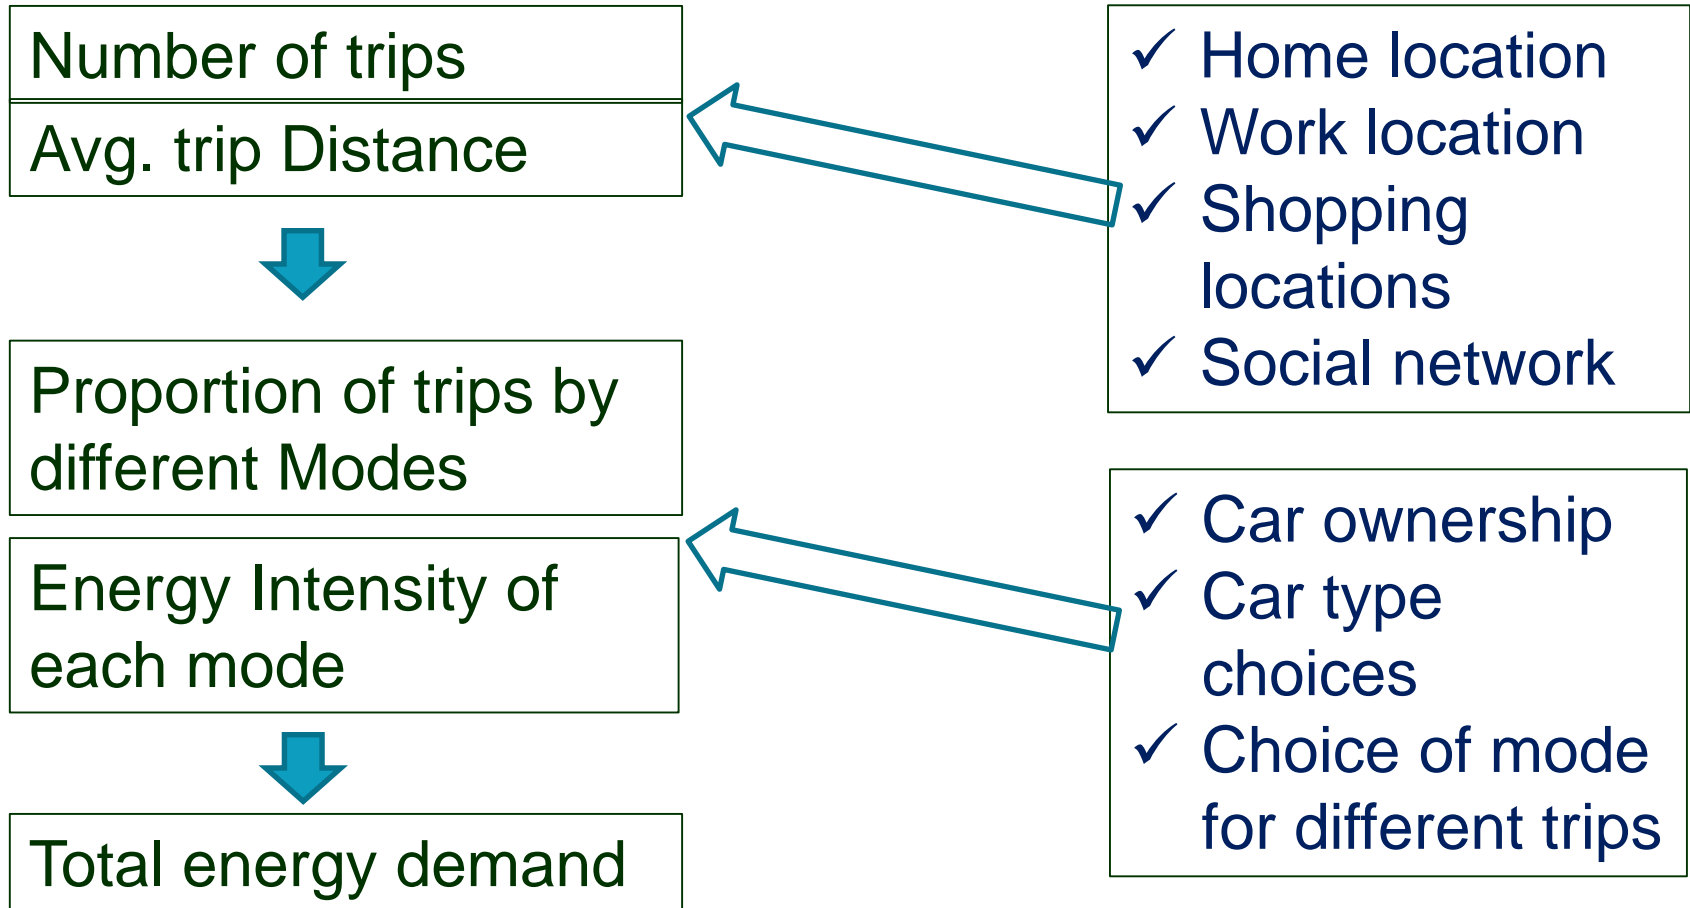 Number of trips
Avg. trip Distance
Proportion of trips by
different Modes
Energy Intensity of
each mode
Total energy demand
✓ Home location
✓ Work location
✓ Shopping
locations
✓ Social network
✓ Car ownership
✓ Car type
choices
✓ Choice of mode
for different trips